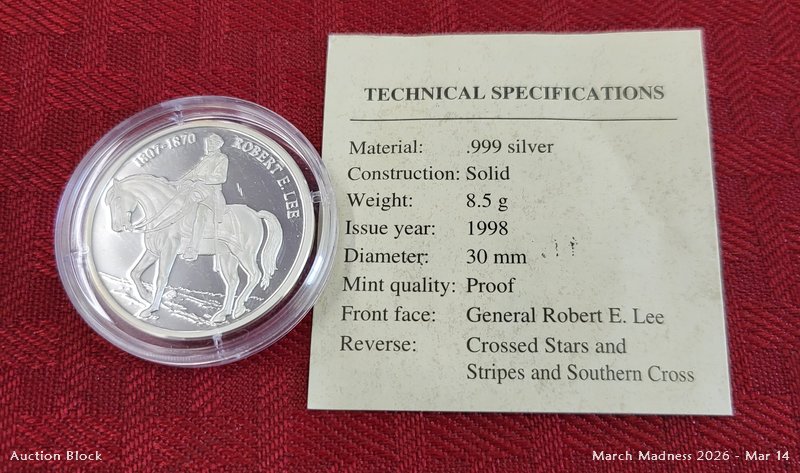 1807-1870 ROBERT E. LEE
TECHNICAL SPECIFICATIONS
Material: .999 silver
Construction: Solid
Weight: 8.5 g
Issue year: 1998
Diameter: 30 mm
Mint quality: Proof
Front face: General Robert E. Lee
Reverse: Crossed Stars and
Stripes and Southern Cross
Auction Block
March Madness 2026 - Mar 14